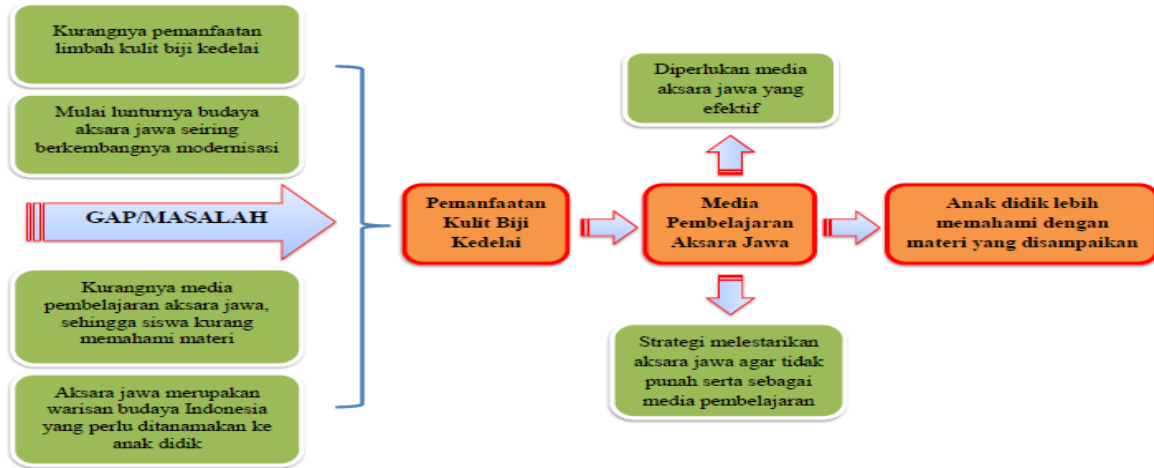 Kurangnya pemanfaatan
limbah kulit biji kedelai
Mulai lunturnya budaya
aksara jawa seiring
berkembangnya modernisasi
GAP/MASALAH
Kurangnya media
pembelajaran aksara jawa,
sehingga siswa kurang
memahami materi
Aksara jawa merupakan
warisan budaya Indonesia
yang perlu ditanamakan ke
anak didik
Pemanfaatan
Kulit Biji
Kedelai
Diperlukan media
aksara jawa yang
efektif
Media
Pembelajaran
Aksara Jawa
Strategi melestarikan
aksara jawa agar tidak
punah serta sebagai
media pembelajaran
Anak didik lebih
memahami dengan
materi yang disampaikan